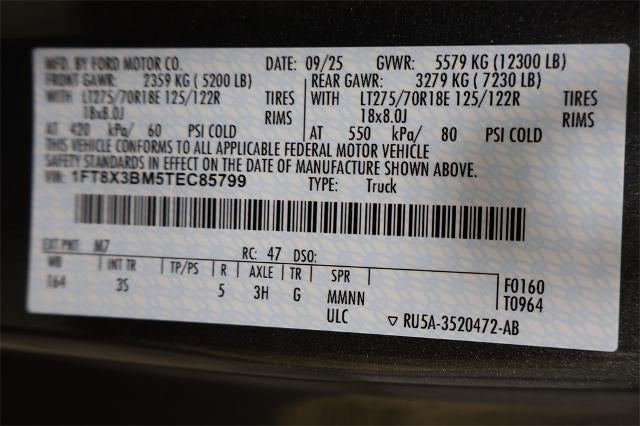 MFD. BY FORD MOTOR CO. DATE: 09/25 GVWR: 5579 KG (12300 LB)
FRONT GAWR: 2359 KG (5200 LB) REAR GAWR: 3279 KG (7230 LB)
WITH LT275/70R18E 125/122R TIRES WITH LT275/70R18E 125/122R TIRES
18x8.0J RIMS 18x8.0J RIMS
AT 420 kPa/ 60 PSI COLD AT 550 kPa/ 80 PSI COLD
THIS VEHICLE CONFORMS TO ALL APPLICABLE FEDERAL MOTOR VEHICLE
SAFETY STANDARDS IN EFFECT ON THE DATE OF MANUFACTURE SHOWN ABOVE.
VIN: 1FT8X3BM5TEC85799 TYPE: Truck
EXT PNT: M7 RC: 47 DSO:
WB INT TR TP/PS R AXLE TR SPR F0160
164 3S 5 3H G MMNN T0964
ULC ▽ RU5A-3520472-AB